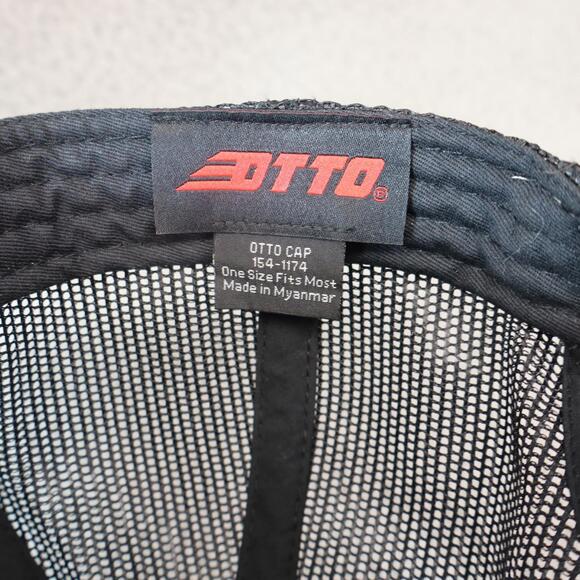 OTTO®
OTTO CAP
154-1174
One Size Fits Most
Made in Myanmar